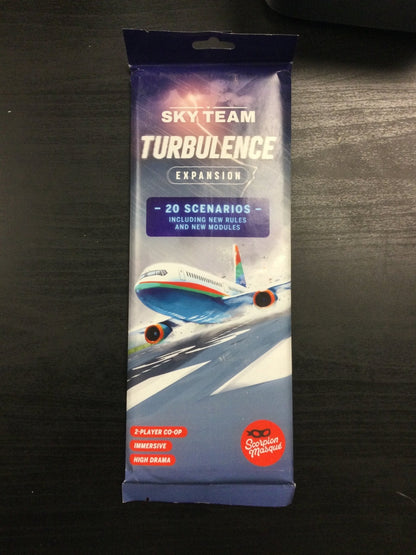 SKY TEAM
TURBULENCE
EXPANSION
– 20 SCENARIOS –
INCLUDING NEW RULES
AND NEW MODULES
2-PLAYER CO-OP
IMMERSIVE
HIGH DRAMA
Scorpion
Masqué